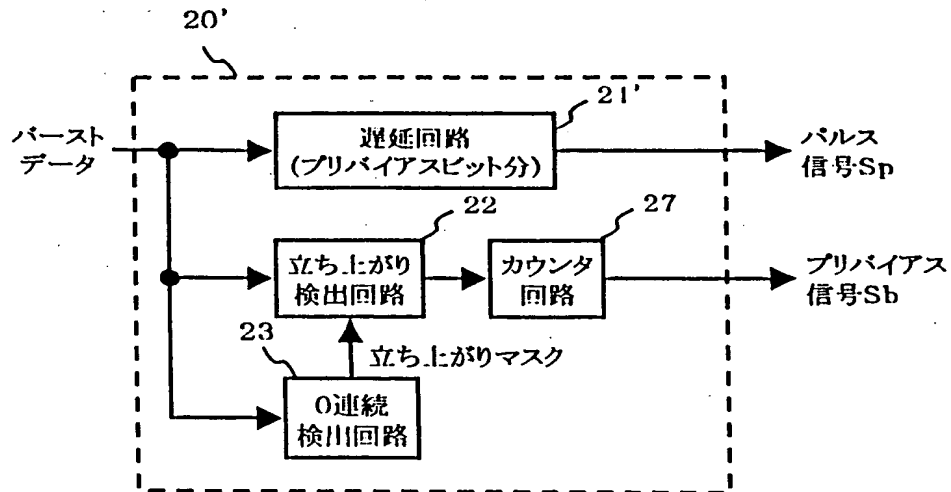 20'
21'
バースト
データ
遅延回路
(プリバイアスビット分)
パルス
信号Sp
22
27
立ち上がり
検出回路
カウンタ
回路
プリバイアス
信号Sb
23
立ち上がりマスク
0連続
検出回路